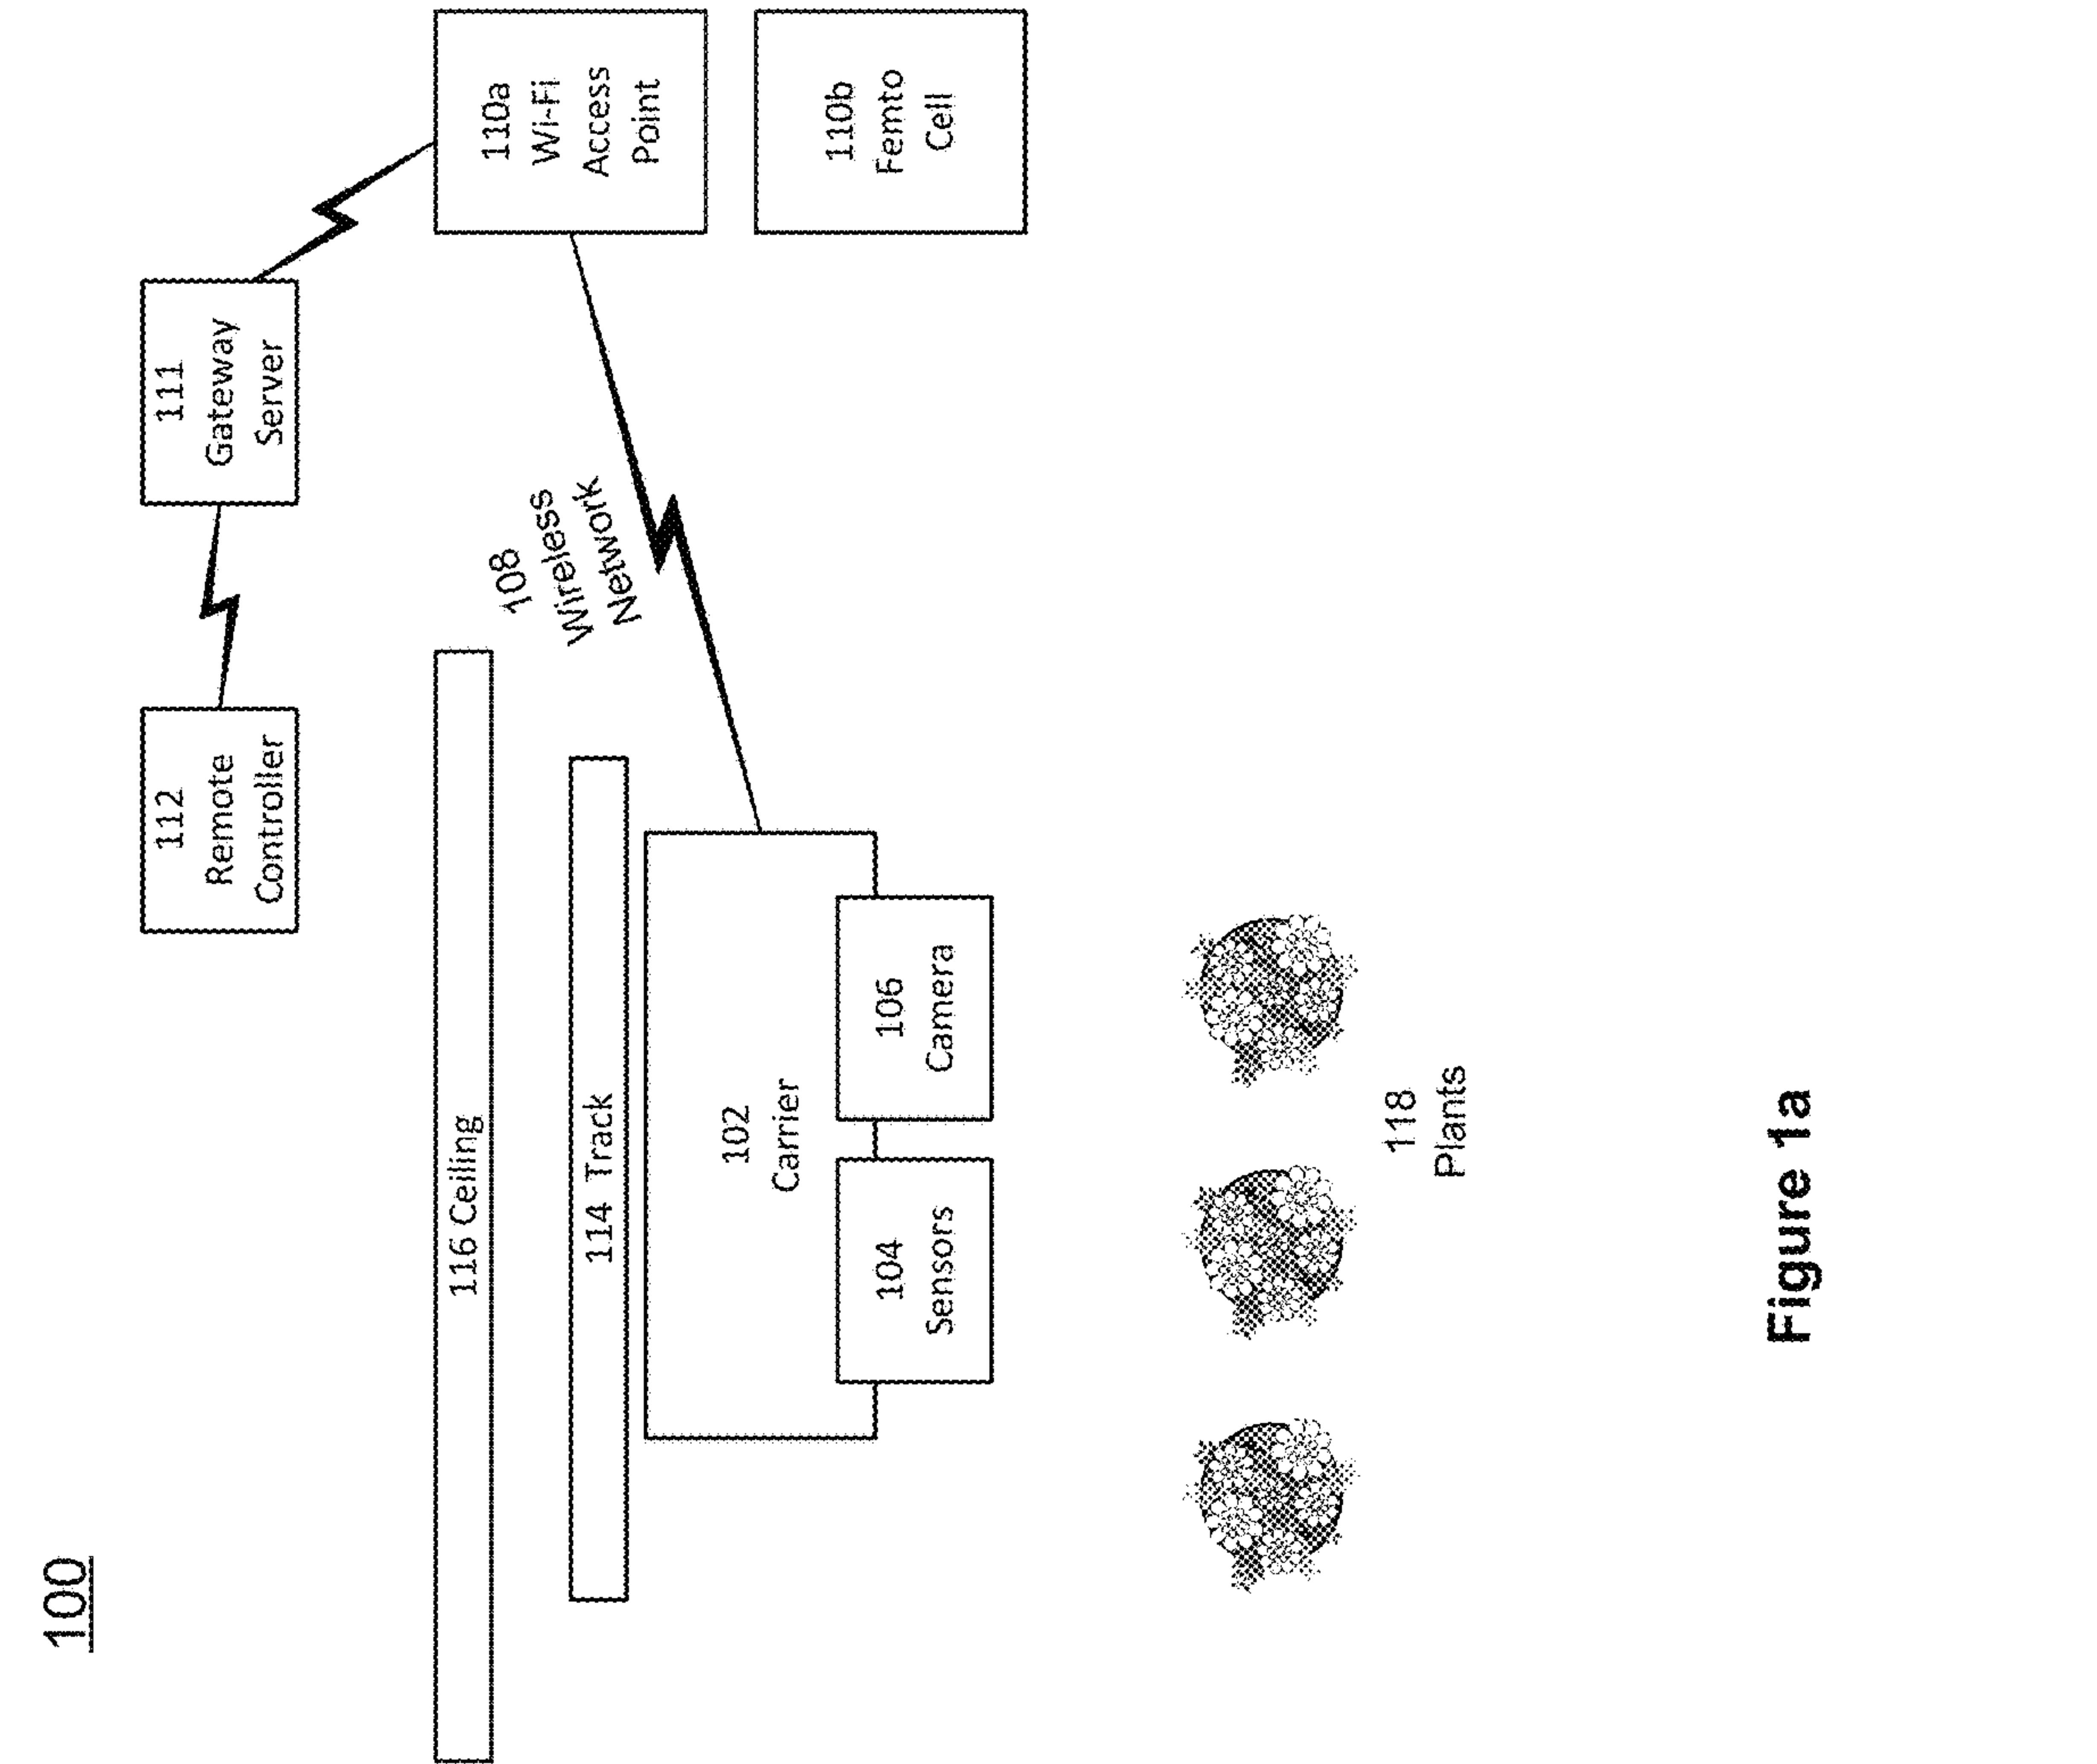 100
112
Remote
Controller
111
Gateway
Server
116 Ceiling
108
Wireless
Network
110a
Wi-Fi
Access
Point
114 Track
102
Carrier
110b
Femto
Cell
104
Sensors
106
Camera
118
Plants
Figure 1a